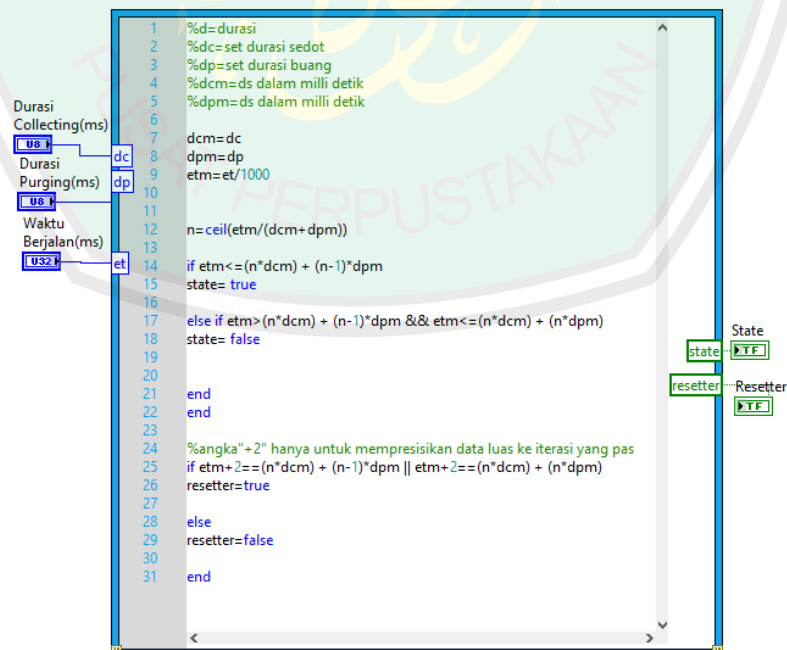 1 %d=durasi
2 %dc=set durasi sedot
3 %dp=set durasi buang
4 %dcm=ds dalam milli detik
5 %dpm=ds dalam milli detik
6
7 dcm=dc
8 dpm=dp
9 etm=et/1000
10
11
12 n=ceil(etm/(dcm+dpm))
13
14 if etm<=(n*dcm) + (n-1)*dpm
15 state= true
16
17 else if etm>(n*dcm) + (n-1)*dpm && etm<=(n*dcm) + (n*dpm)
18 state= false
19
20
21 end
22 end
23
24 %angka"+2" hanya untuk mempresisikan data luas ke iterasi yang pas
25 if etm+2==(n*dcm) + (n-1)*dpm || etm+2==(n*dcm) + (n*dpm)
26 resetter=true
27
28 else
29 resetter=false
30
31 end
Durasi
Collecting(ms)
U8
dc
Durasi
Purging(ms)
U8
dp
Waktu
Berjalan(ms)
U32
et
State
state
TF
resetter
Resetter
TF
PUSAT PERPUSTAKAAN